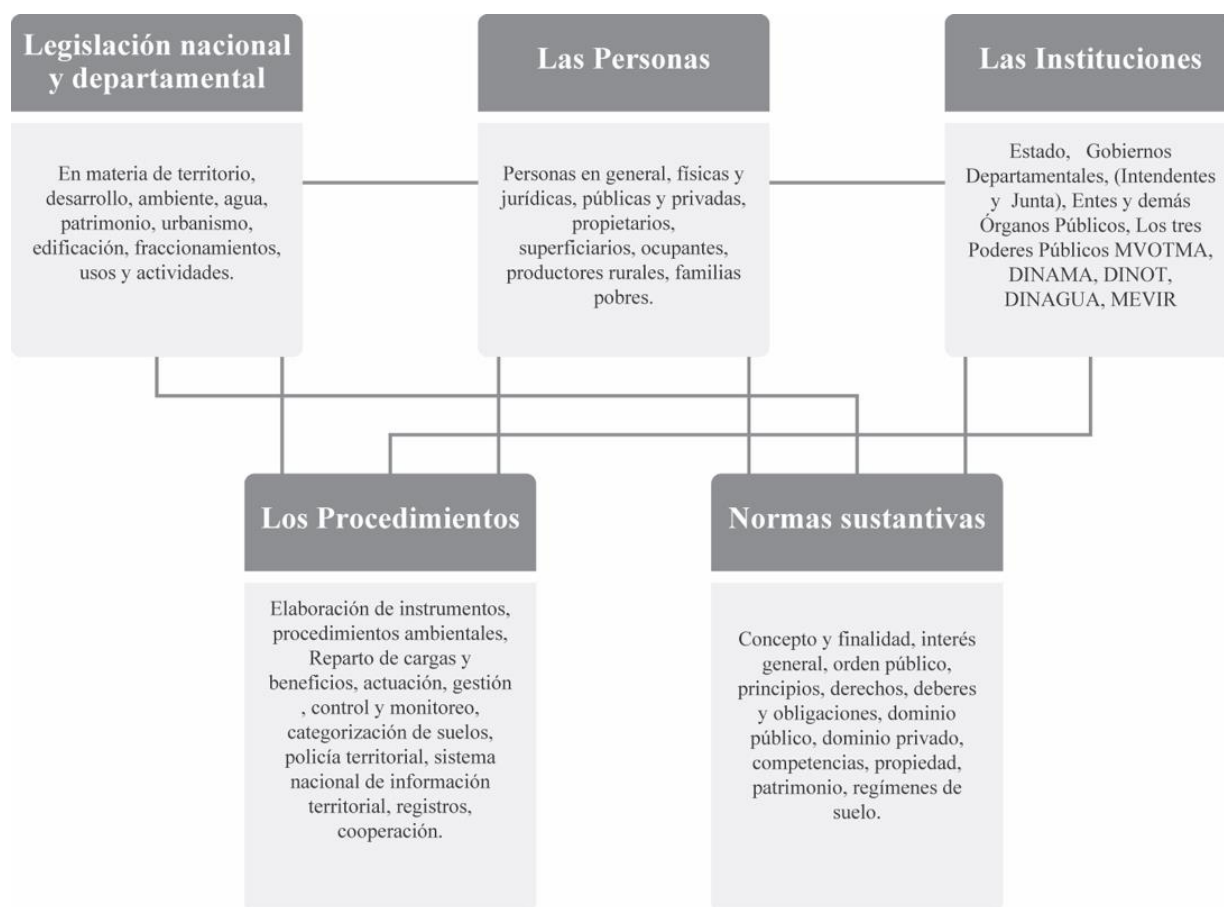 Legislación nacional
y departamental
En materia de territorio,
desarrollo, ambiente, agua,
patrimonio, urbanismo,
edificación, fraccionamientos,
usos y actividades.
Las Personas
Personas en general, físicas y
jurídicas, públicas y privadas,
propietarios,
superficiarios, ocupantes,
productores rurales, familias
pobres.
Las Instituciones
Estado, Gobiernos
Departamentales, (Intendentes
y Junta), Entes y demás
Órganos Públicos, Los tres
Poderes Públicos MVOTMA,
DINAMA, DINOT,
DINAGUA, MEVIR
Los Procedimientos
Elaboración de instrumentos,
procedimientos ambientales,
Reparto de cargas y
beneficios, actuación, gestión
, control y monitoreo,
categorización de suelos,
policía territorial, sistema
nacional de información
territorial, registros,
cooperación.
Normas sustantivas
Concepto y finalidad, interés
general, orden público,
principios, derechos, deberes
y obligaciones, dominio
público, dominio privado,
competencias, propiedad,
patrimonio, regímenes de
suelo.